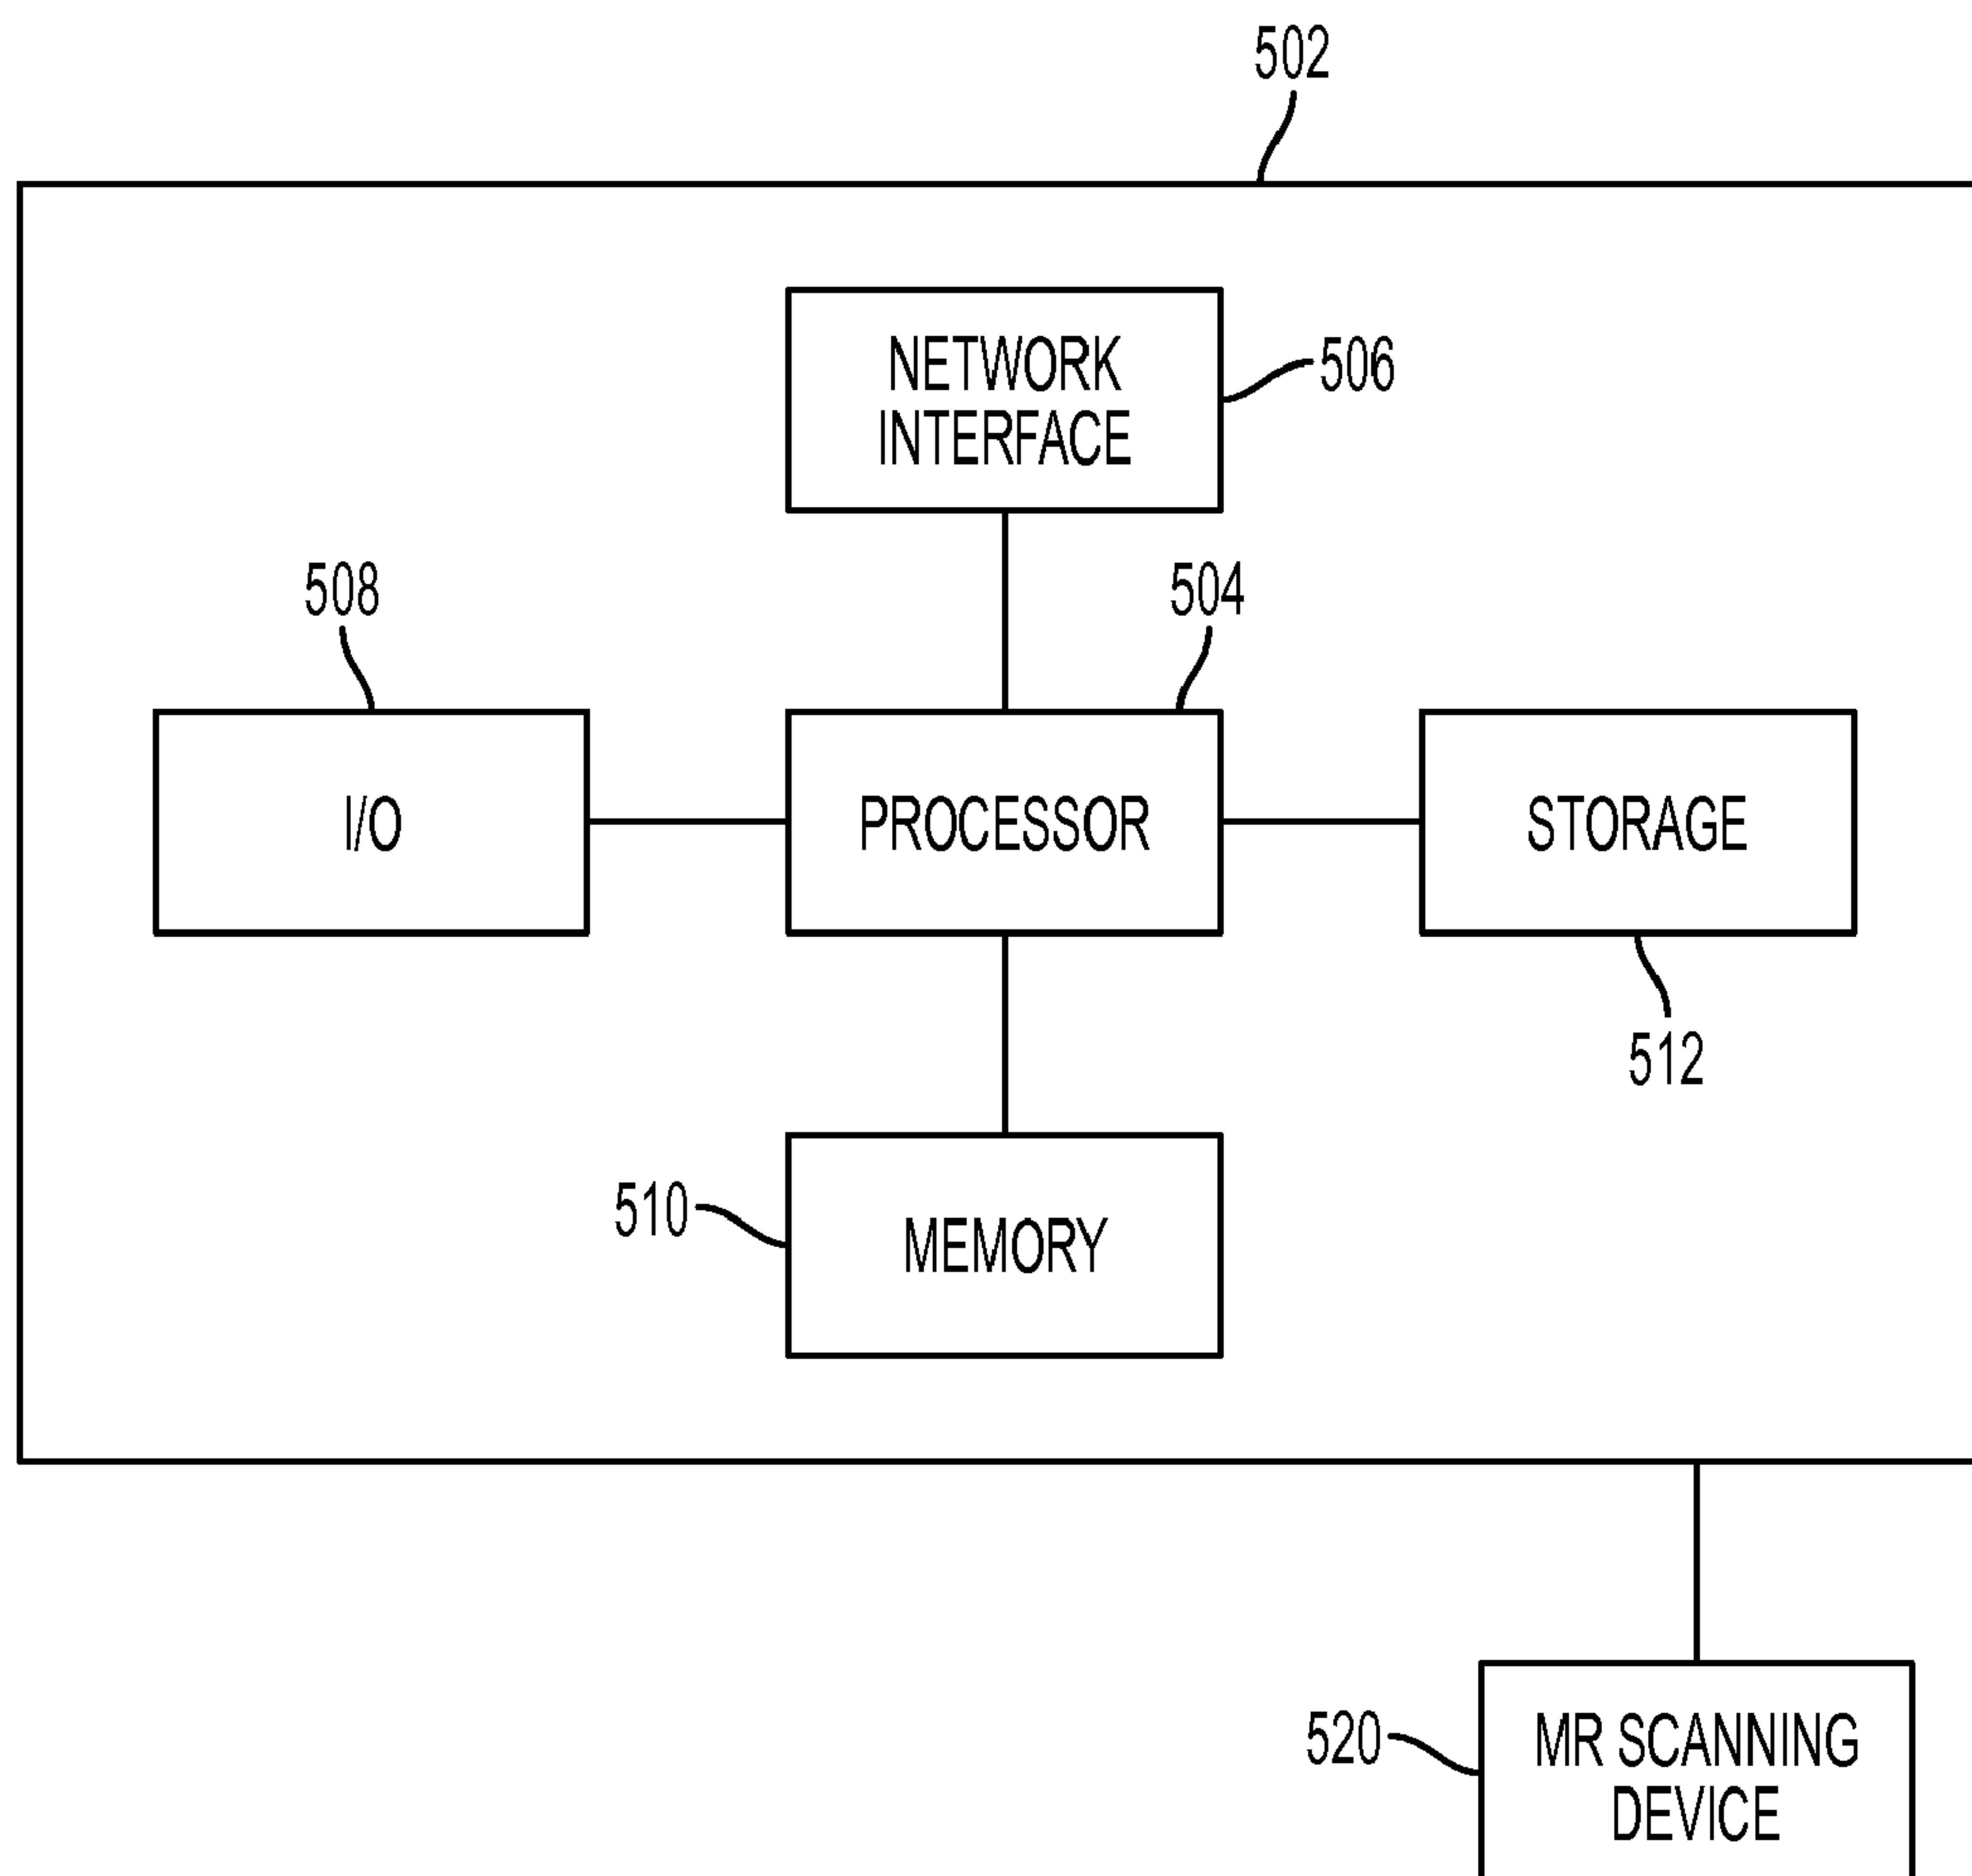 502
NETWORK
INTERFACE
506
508
504
I/O
PROCESSOR
STORAGE
512
510
MEMORY
520
MR SCANNING
DEVICE